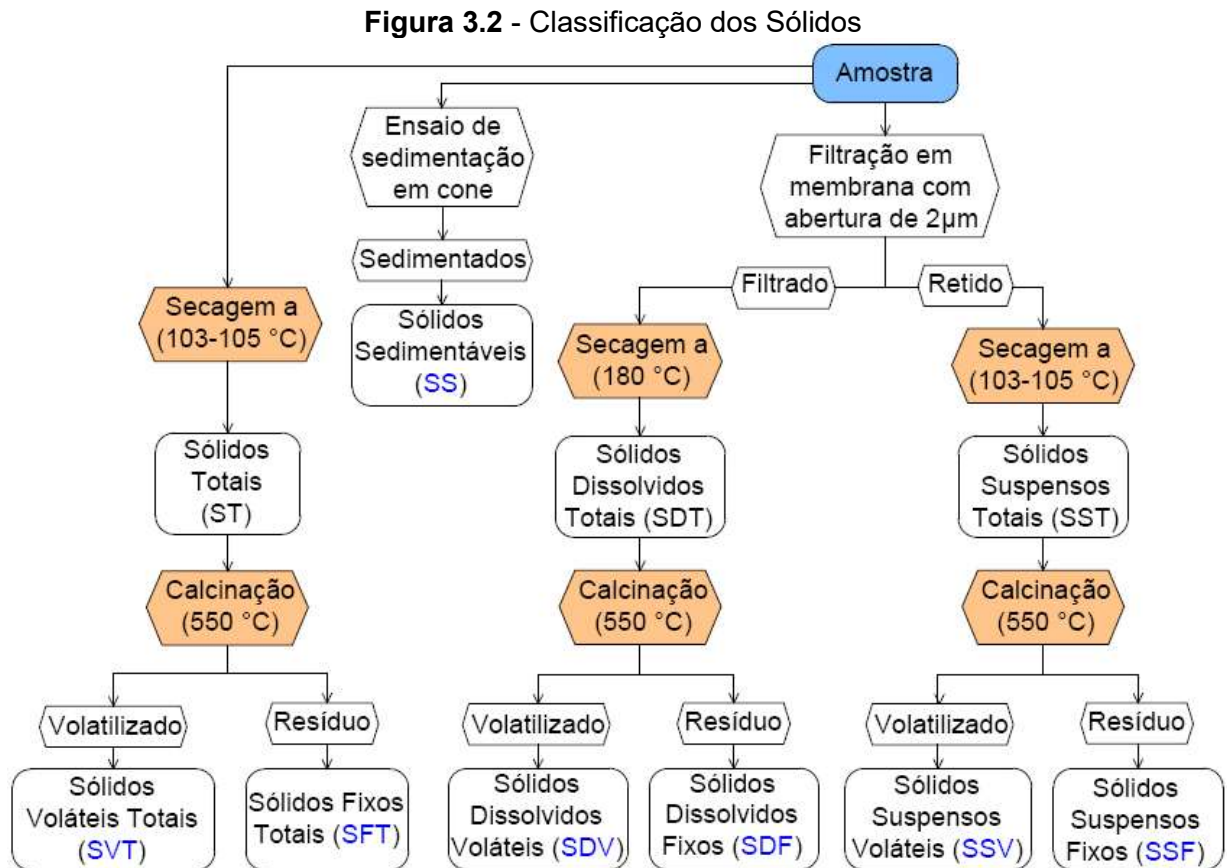 Figura 3.2 - Classificação dos Sólidos
Amostra
Ensaio de
sedimentação
em cone
Filtração em
membrana com
abertura de 2µm
Sedimentados
Filtrado
Retido
Secagem a
(103-105 °C)
Sólidos
Sedimentáveis
(SS)
Secagem a
(180 °C)
Secagem a
(103-105 °C)
Sólidos
Totais
(ST)
Sólidos
Dissolvidos
Totais (SDT)
Sólidos
Suspensos
Totais (SST)
Calcinação
(550 °C)
Calcinação
(550 °C)
Calcinação
(550 °C)
Volatilizado
Resíduo
Volatilizado
Resíduo
Volatilizado
Resíduo
Sólidos
Voláteis Totais
(SVT)
Sólidos Fixos
Totais (SFT)
Sólidos
Dissolvidos
Voláteis (SDV)
Sólidos
Dissolvidos
Fixos (SDF)
Sólidos
Suspensos
Voláteis (SSV)
Sólidos
Suspensos
Fixos (SSF)